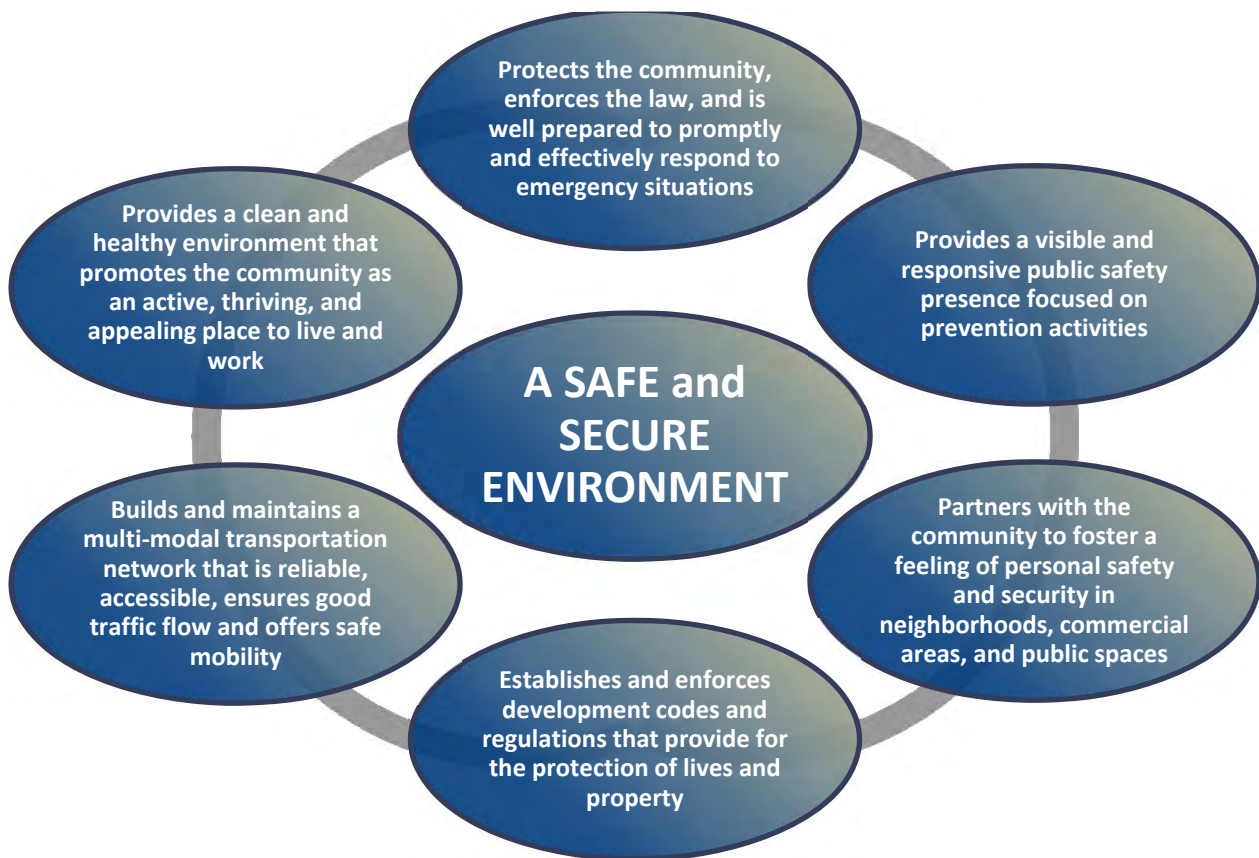 Protects the community,
enforces the law, and is
well prepared to promptly
and effectively respond to
emergency situations
Provides a visible and
responsive public safety
presence focused on
prevention activities
Partners with the
community to foster a
feeling of personal safety
and security in
neighborhoods, commercial
areas, and public spaces
Establishes and enforces
development codes and
regulations that provide for
the protection of lives and
property
Builds and maintains a
multi-modal transportation
network that is reliable,
accessible, ensures good
traffic flow and offers safe
mobility
Provides a clean and
healthy environment that
promotes the community as
an active, thriving, and
appealing place to live and
work
A SAFE and
SECURE
ENVIRONMENT